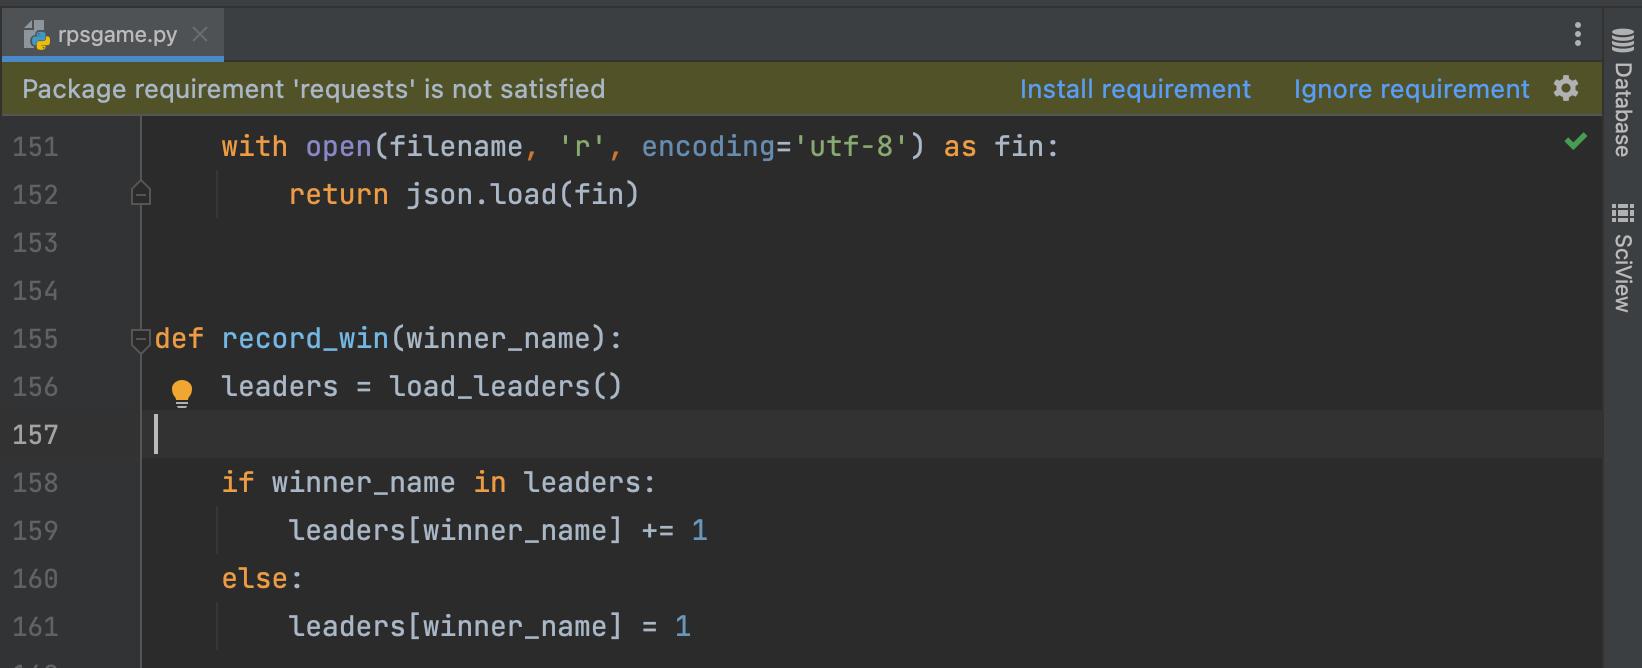 rpsgame.py
Package requirement 'requests' is not satisfied Install requirement Ignore requirement
Database
SciView
151 with open(filename, 'r', encoding='utf-8') as fin:
152 return json.load(fin)
153
154
155 def record_win(winner_name):
156 leaders = load_leaders()
157
158 if winner_name in leaders:
159 leaders[winner_name] += 1
160 else:
161 leaders[winner_name] = 1